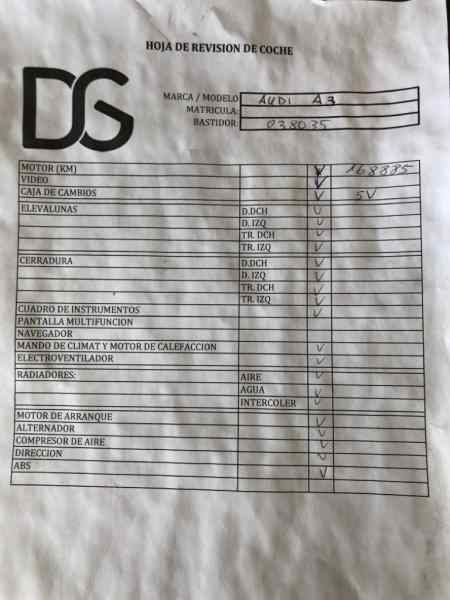 HOJA DE REVISION DE COCHE
DS
MARCA / MODELO AUDI A3
MATRICULA:
BASTIDOR: 038035
MOTOR (KM) V 168885
VIDEO V
CAJA DE CAMBIOS V 5V
ELEVALUNAS D.DCH V
D. IZQ V
TR. DCH V
TR. IZQ V
CERRADURA D.DCH V
D. IZQ V
TR. DCH V
TR. IZQ V
CUADRO DE INSTRUMENTOS V
PANTALLA MULTIFUNCION
NAVEGADOR
MANDO DE CLIMAT Y MOTOR DE CALEFACCION V
ELECTROVENTILADOR V
RADIADORES: AIRE V
AGUA
INTERCOLER V
MOTOR DE ARRANQUE V
ALTERNADOR V
COMPRESOR DE AIRE V
DIRECCION V
ABS V